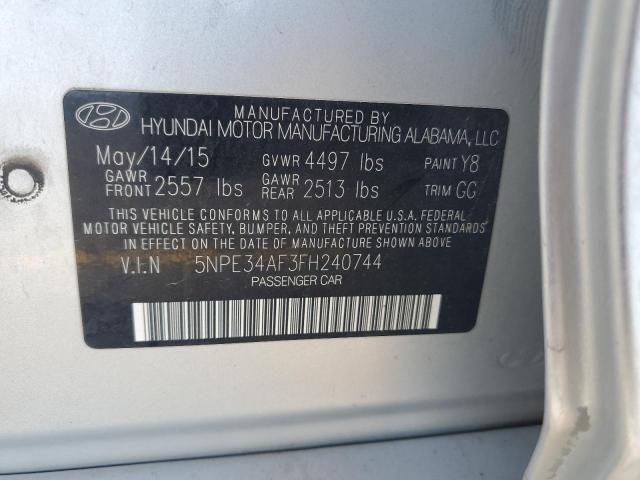 MANUFACTURED BY
HYUNDAI MOTOR MANUFACTURING ALABAMA, LLC
May/14/15 GVWR 4497 lbs PAINT Y8
GAWR FRONT 2557 lbs GAWR REAR 2513 lbs TRIM GG
THIS VEHICLE CONFORMS TO ALL APPLICABLE U.S.A. FEDERAL
MOTOR VEHICLE SAFETY, BUMPER, AND THEFT PREVENTION STANDARDS
IN EFFECT ON THE DATE OF MANUFACTURE SHOWN ABOVE.
V.I.N 5NPE34AF3FH240744
PASSENGER CAR